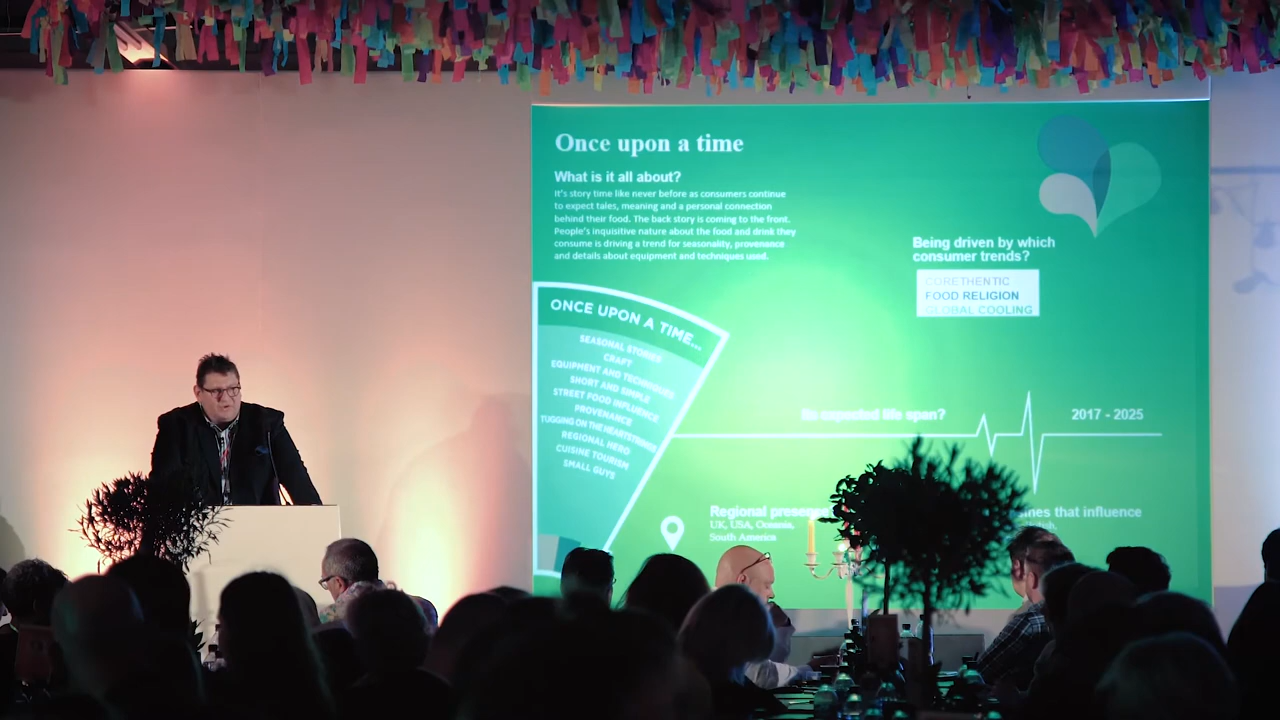 Once upon a time
What is it all about?
It's story time like never before as consumers continue
to expect tales, meaning and a personal connection
behind their food. The back story is coming to the front.
People's inquisitive nature about the food and drink they
consume is driving a trend for seasonality, provenance
and details about equipment and techniques used.
Being driven by which
consumer trends?
CORETHENTIC
FOOD RELIGION
GLOBAL COOLING
ONCE UPON A TIME...
SEASONAL STORIES
CRAFT
EQUIPMENT AND TECHNIQUES
SHORT AND SIMPLE
STREET FOOD INFLUENCE
PROVENANCE
TUGGING ON THE HEARTSTRINGS
REGIONAL HERO
CUISINE TOURISM
SMALL GUYS
Its expected life span?
2017 - 2025
Regional presence
UK, USA, Oceania,
South America
that influence